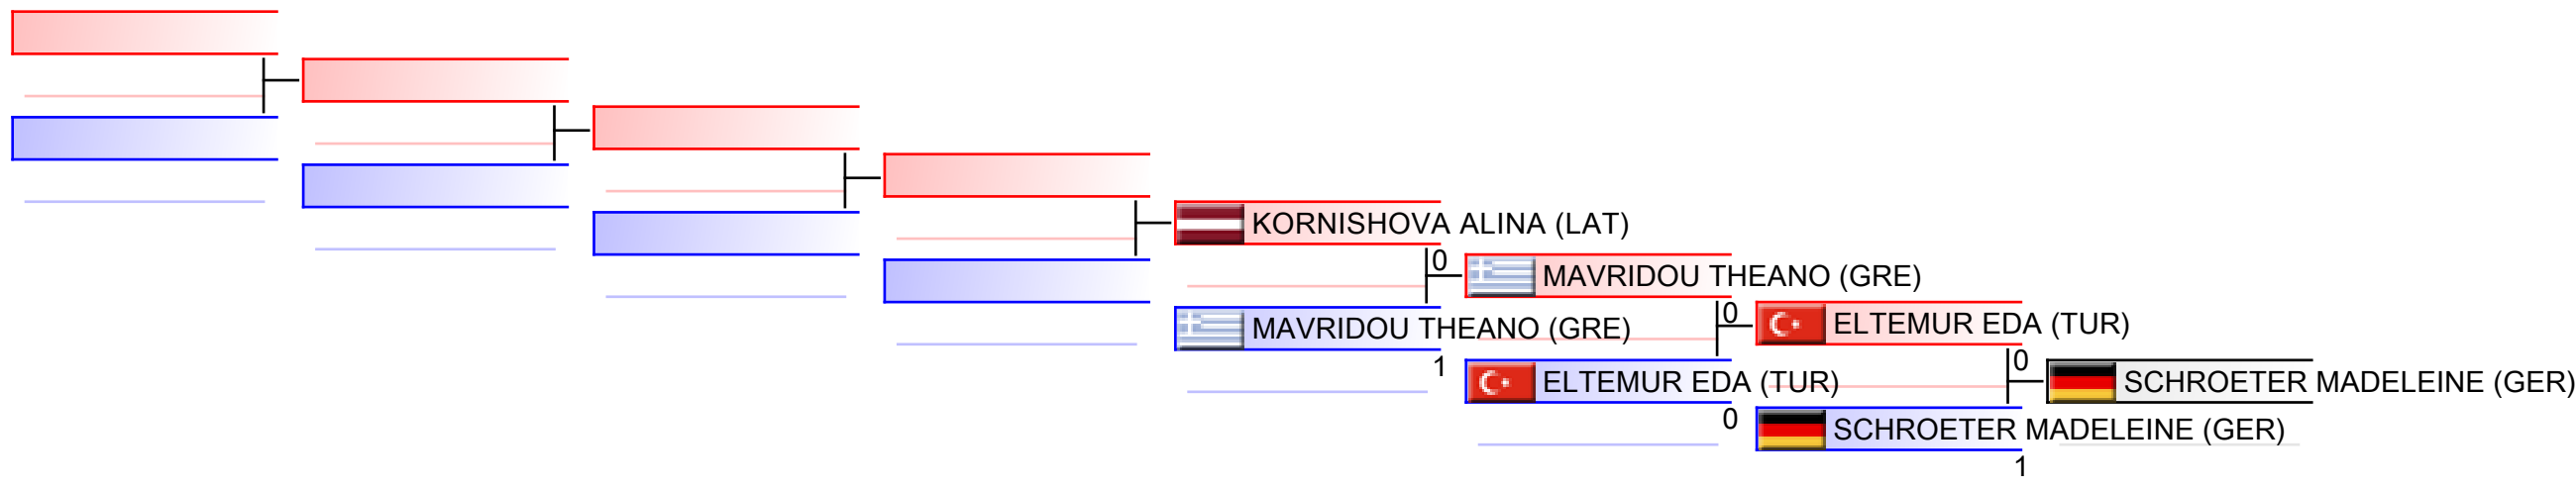 KORNISHOVA ALINA (LAT)
0
MAVRIDOU THEANO (GRE)
1
MAVRIDOU THEANO (GRE)
0
ELTEMUR EDA (TUR)
0
ELTEMUR EDA (TUR)
0
SCHROETER MADELEINE (GER)
1
SCHROETER MADELEINE (GER)